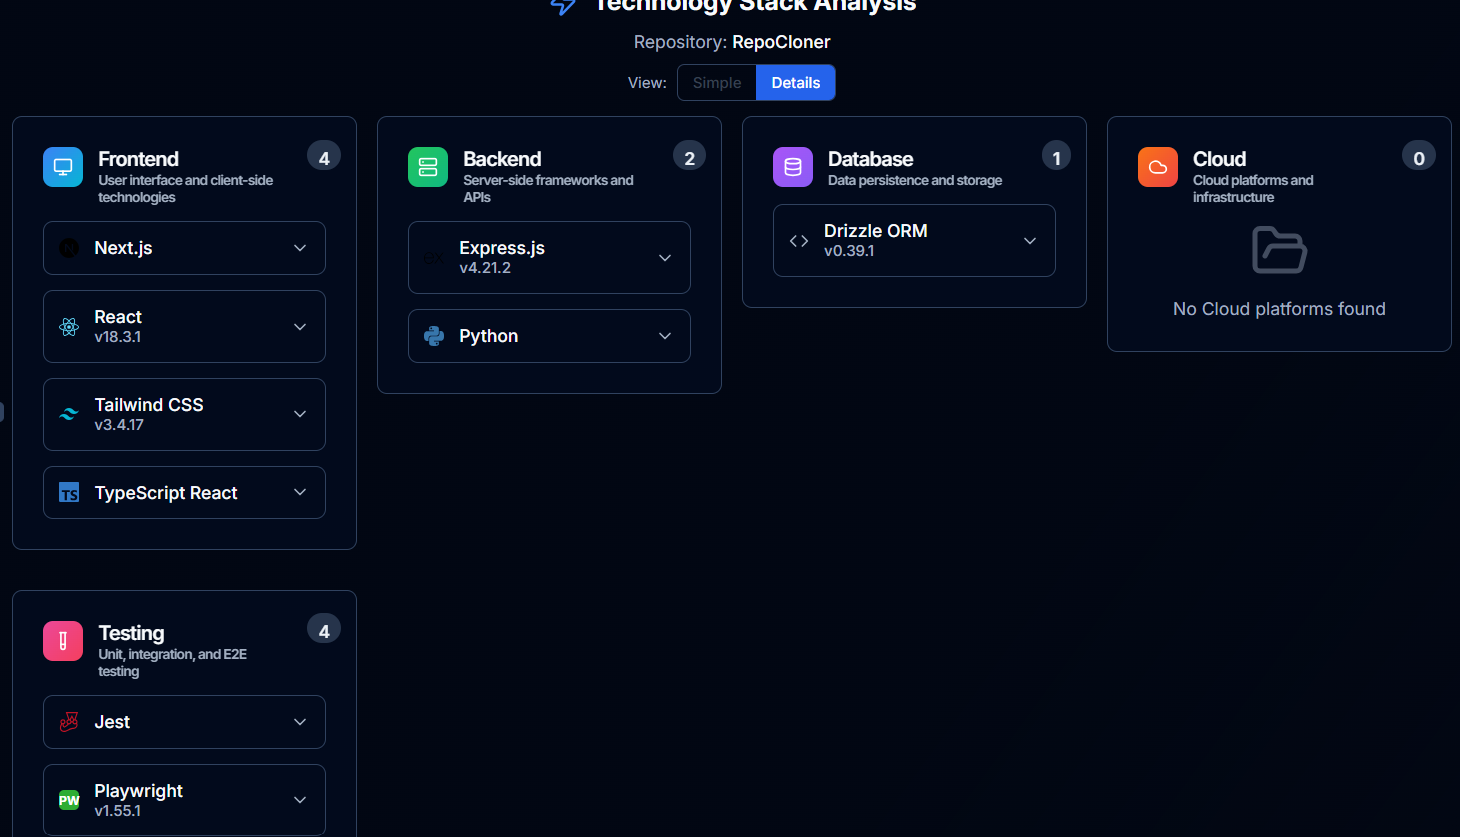 Technology Stack Analysis
Repository: RepoCloner
View: Simple Details
Frontend
4
User interface and client-side
technologies
Next.js
React
v18.3.1
Tailwind CSS
v3.4.17
TS
TypeScript React
Backend
2
Server-side frameworks and
APIs
ex
Express.js
v4.21.2
Python
Database
1
Data persistence and storage
Drizzle ORM
v0.39.1
Cloud
0
Cloud platforms and
infrastructure
No Cloud platforms found
Testing
4
Unit, integration, and E2E
testing
Jest
PW
Playwright
v1.55.1